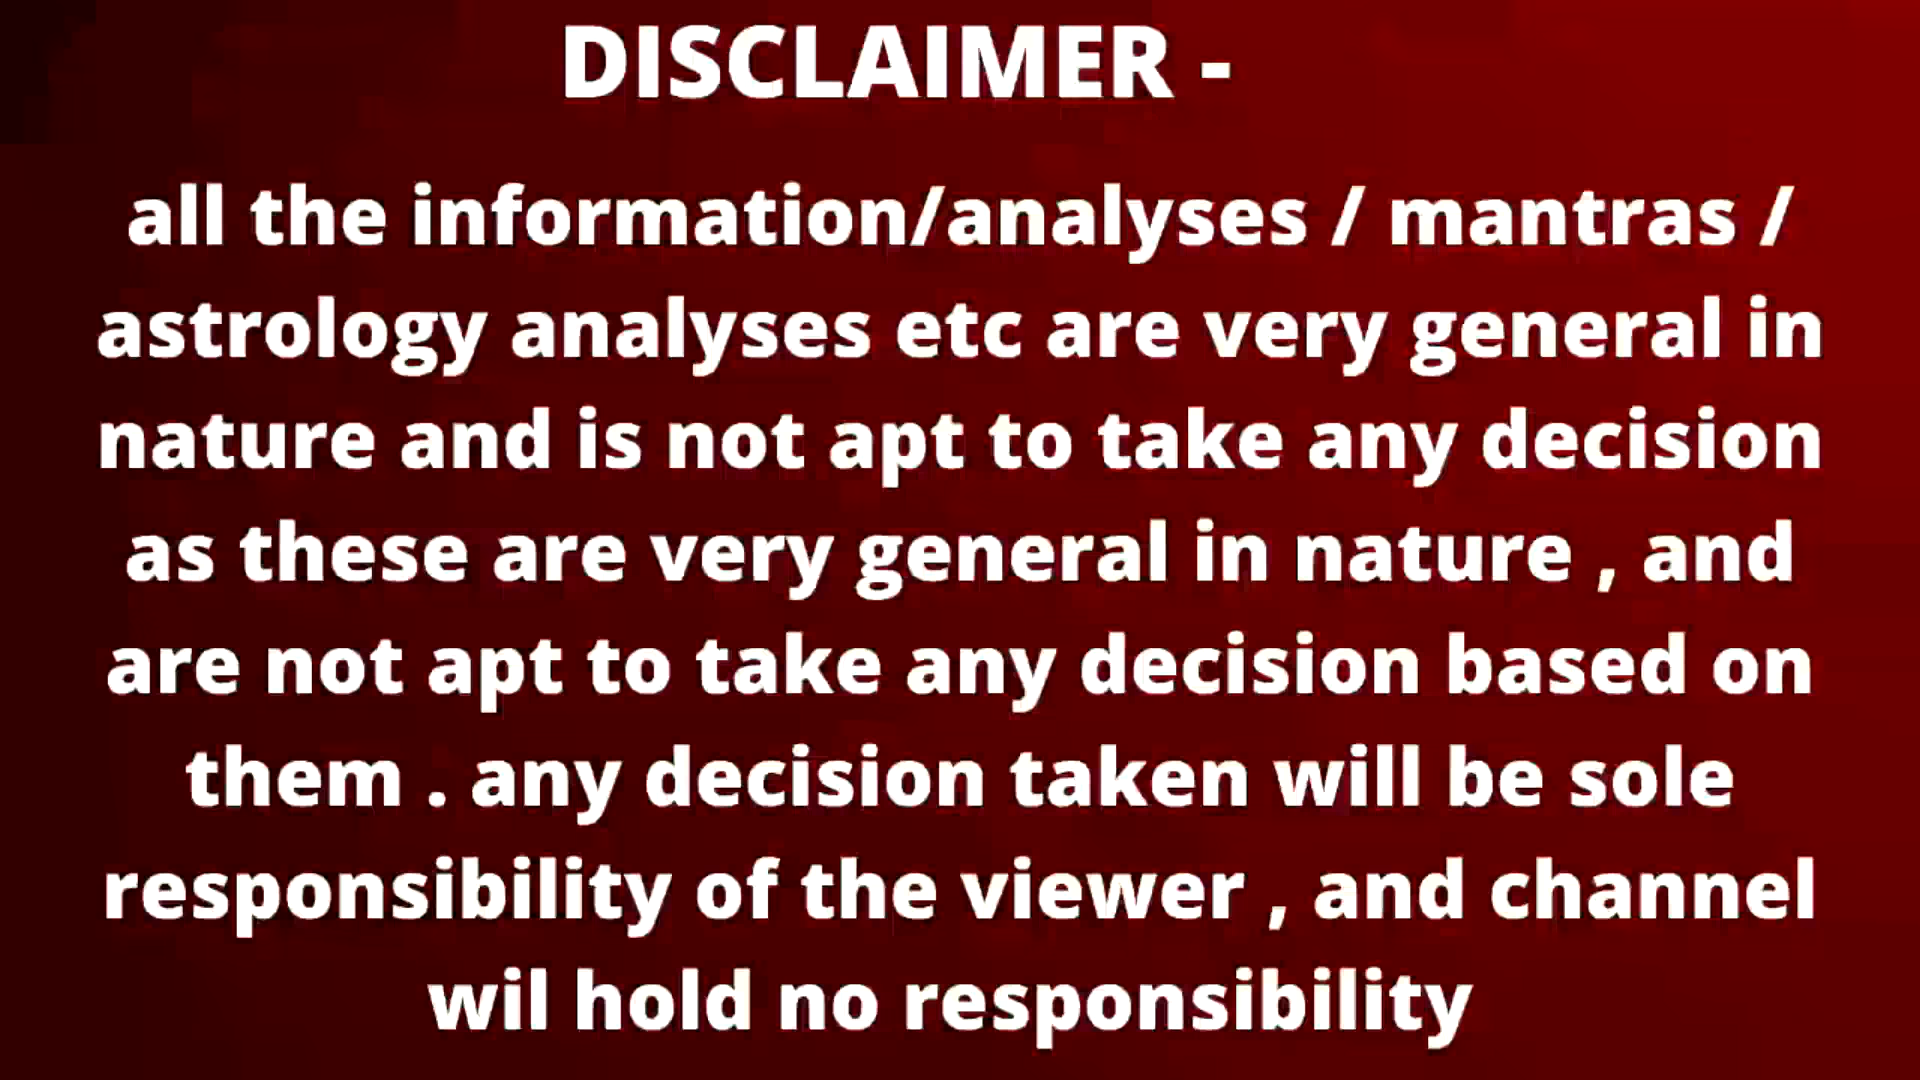 DISCLAIMER -
all the information/analyses / mantras /
astrology analyses etc are very general in
nature and is not apt to take any decision
as these are very general in nature , and
are not apt to take any decision based on
them . any decision taken will be sole
responsibility of the viewer , and channel
wil hold no responsibility